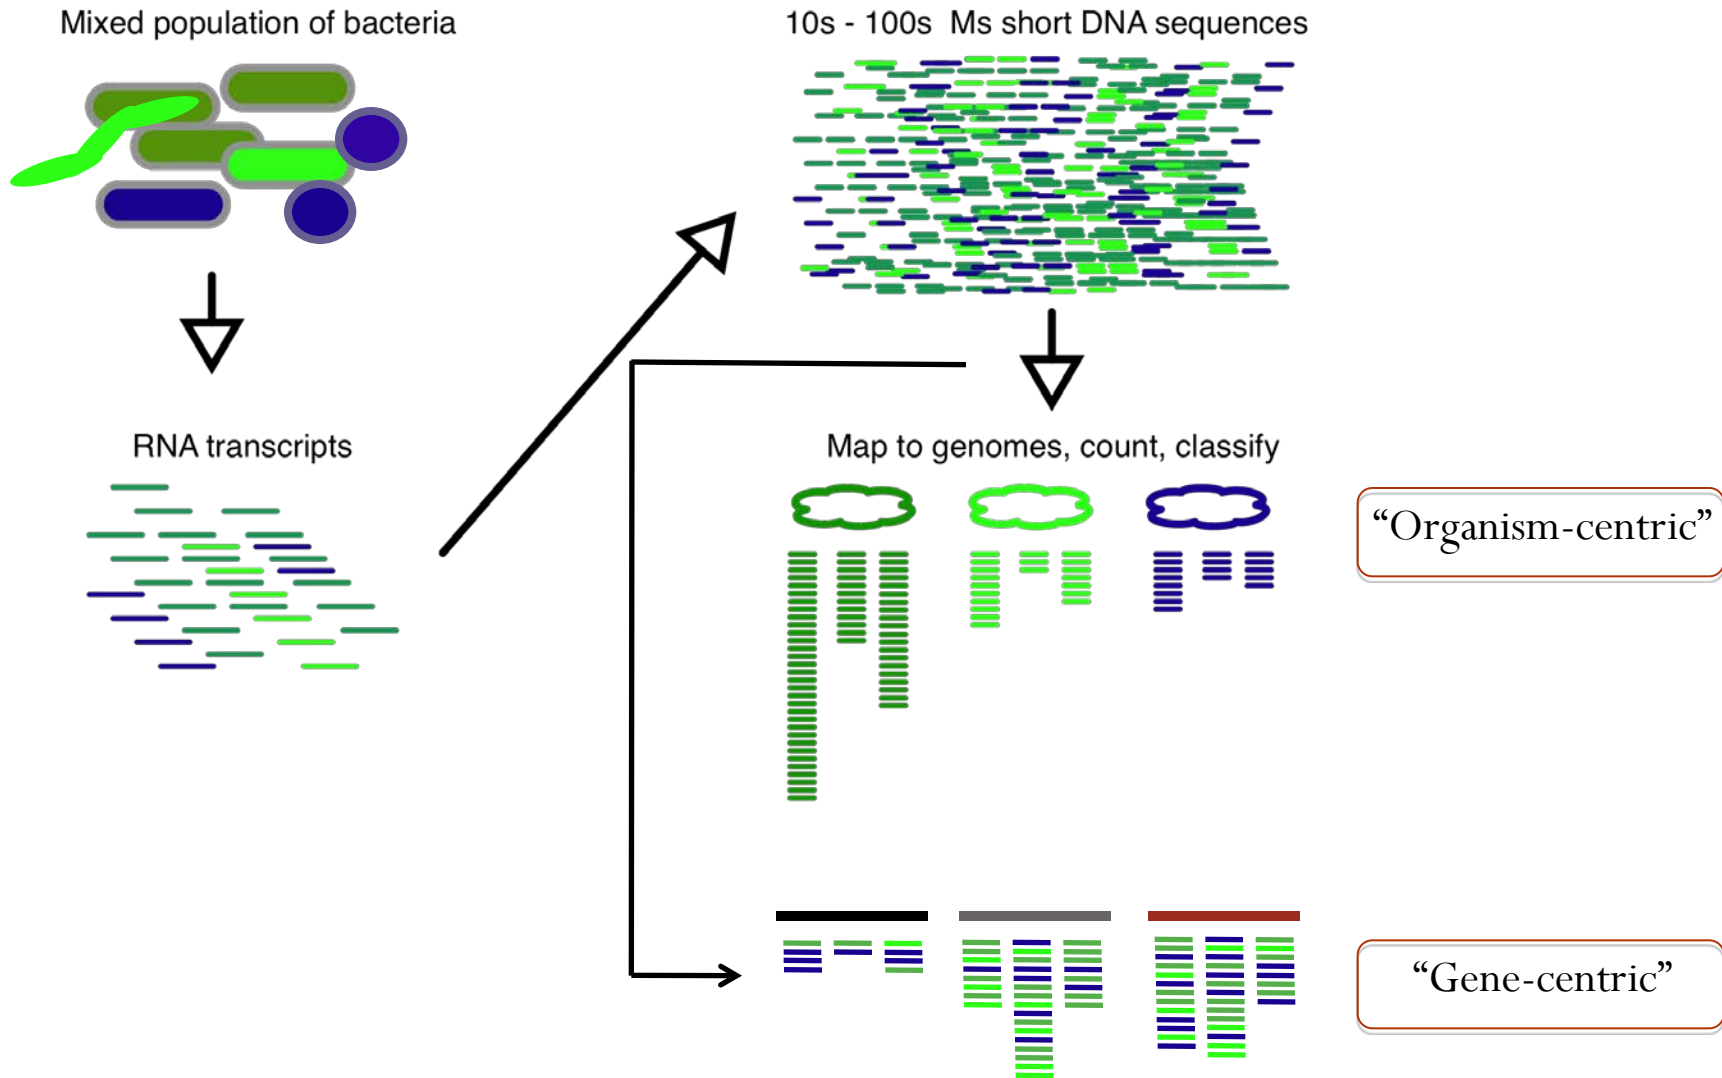 Mixed population of bacteria
10s - 100s Ms short DNA sequences
RNA transcripts
Map to genomes, count, classify
“Organism-centric”
“Gene-centric”